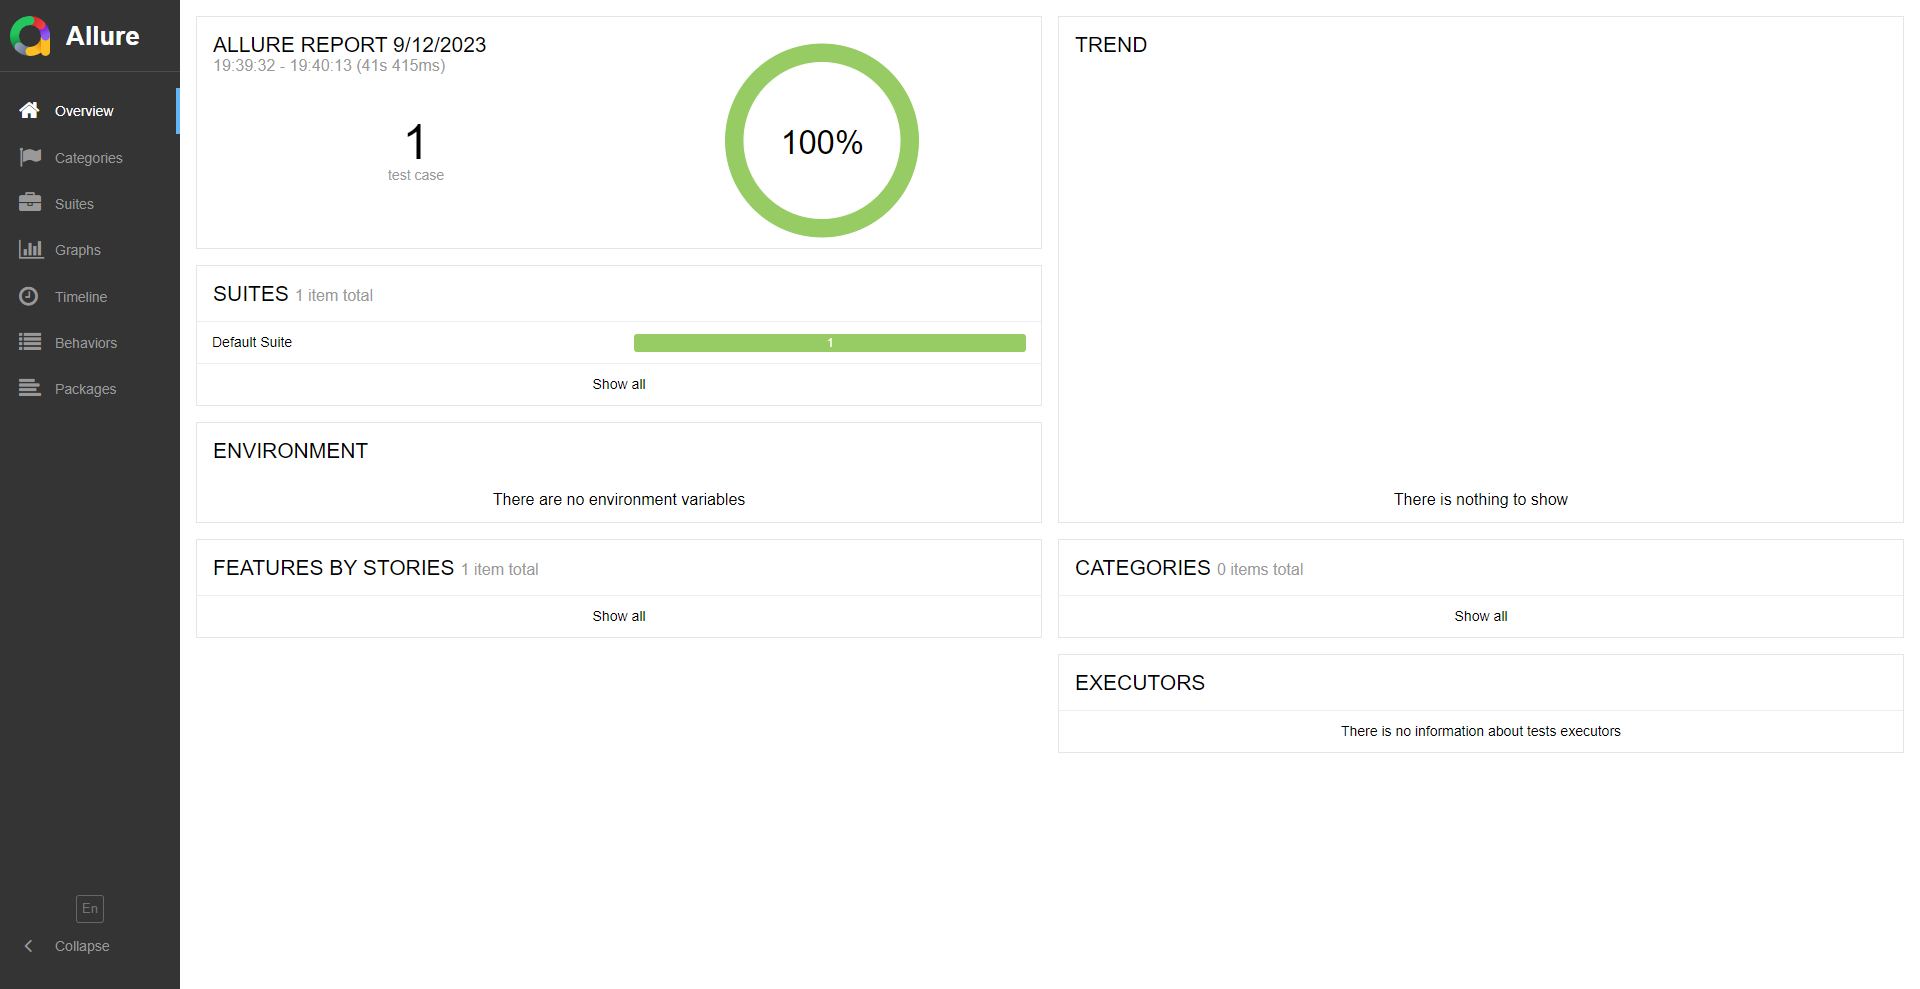 Allure
Overview
Categories
Suites
Graphs
Timeline
Behaviors
Packages
En
Collapse
ALLURE REPORT 9/12/2023
19:39:32 - 19:40:13 (41s 415ms)
1
test case
100%
SUITES 1 item total
Default Suite 1
Show all
ENVIRONMENT
There are no environment variables
FEATURES BY STORIES 1 item total
Show all
TREND
There is nothing to show
CATEGORIES 0 items total
Show all
EXECUTORS
There is no information about tests executors